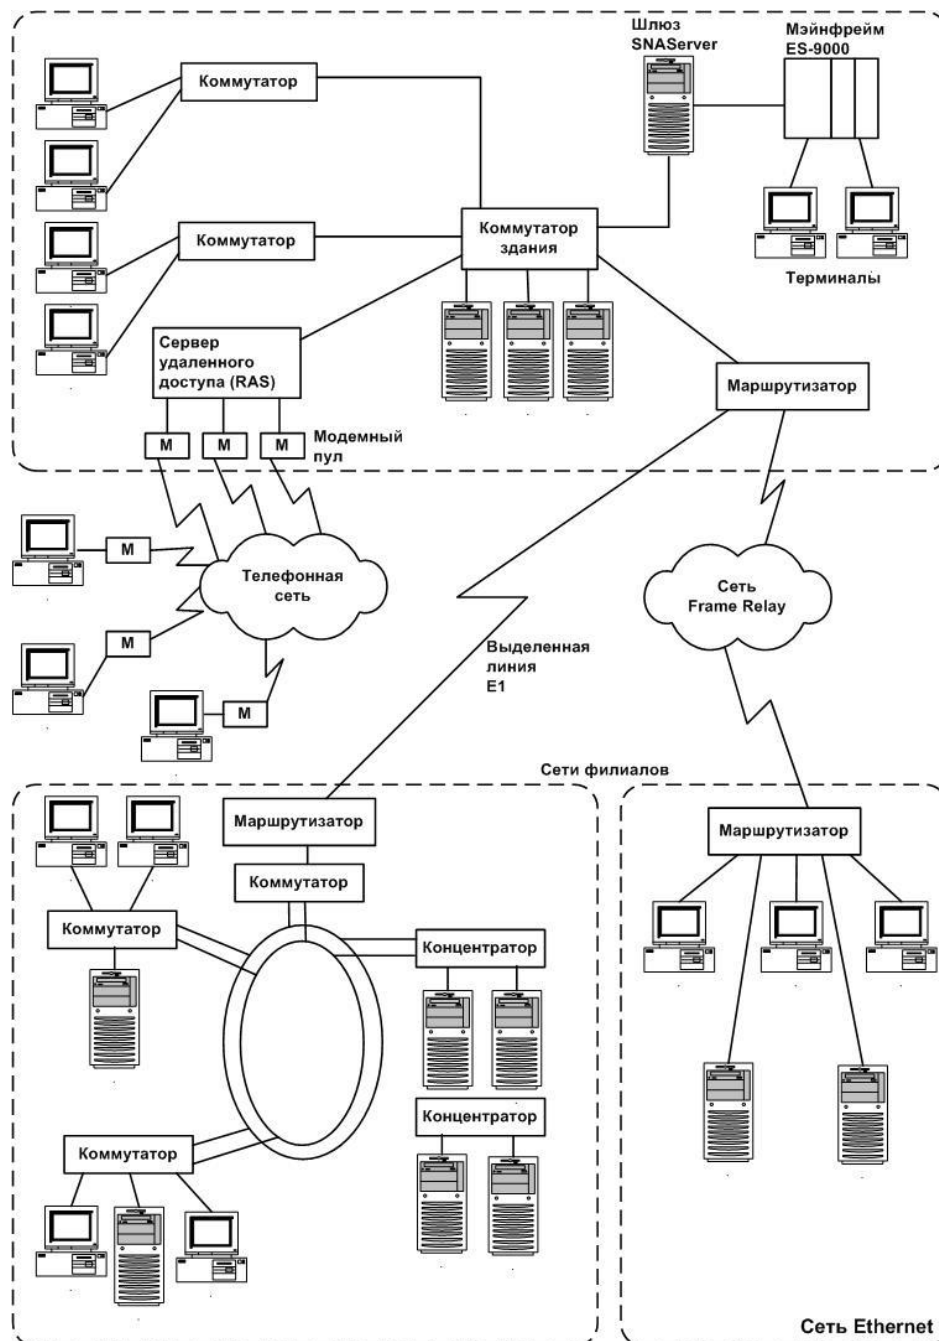 Шлюз
SNAServer
Мэйнфрейм
ES-9000
Коммутатор
Коммутатор
Коммутатор
здания
Терминалы
Сервер
удаленного
доступа (RAS)
Маршрутизатор
М
М
М
Модемный
пул
М
Телефонная
сеть
Сеть
Frame Relay
М
Выделенная
линия
Е1
М
Сети филиалов
Маршрутизатор
Маршрутизатор
Коммутатор
Коммутатор
Концентратор
Концентратор
Коммутатор
Сеть Ethernet